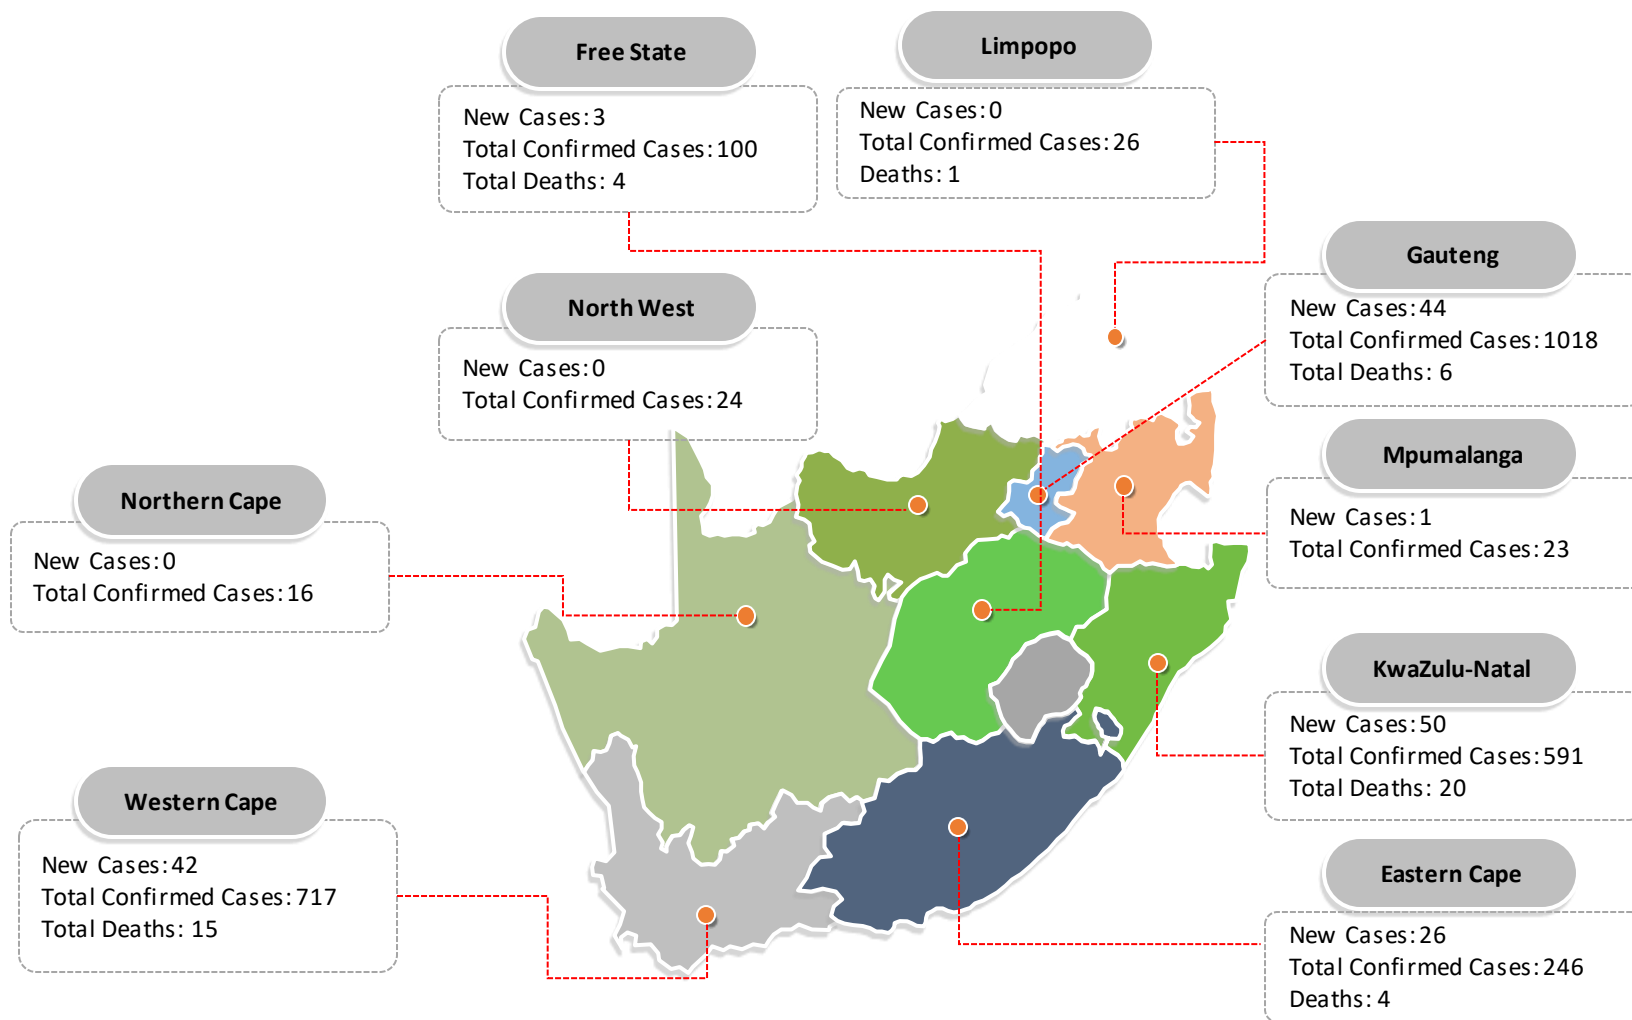 Free State
New Cases: 3
Total Confirmed Cases: 100
Total Deaths: 4
Limpopo
New Cases: 0
Total Confirmed Cases: 26
Deaths: 1
Gauteng
New Cases: 44
Total Confirmed Cases: 1018
Total Deaths: 6
North West
New Cases: 0
Total Confirmed Cases: 24
Mpumalanga
New Cases: 1
Total Confirmed Cases: 23
Northern Cape
New Cases: 0
Total Confirmed Cases: 16
KwaZulu-Natal
New Cases: 50
Total Confirmed Cases: 591
Total Deaths: 20
Western Cape
New Cases: 42
Total Confirmed Cases: 717
Total Deaths: 15
Eastern Cape
New Cases: 26
Total Confirmed Cases: 246
Deaths: 4